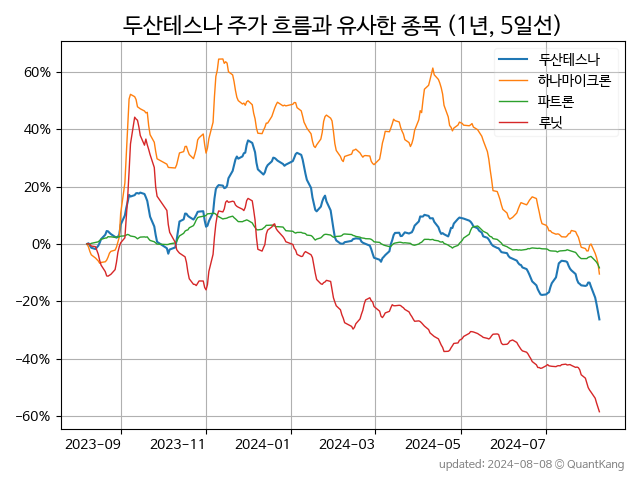 두산테스나 주가 흐름과 유사한 종목 (1년, 5일선)
두산테스나
하나마이크론
파트론
루닛
60%
40%
20%
0%
−20%
−40%
−60%
2023-09
2023-11
2024-01
2024-03
2024-05
2024-07
updated: 2024-08-08 © QuantKang